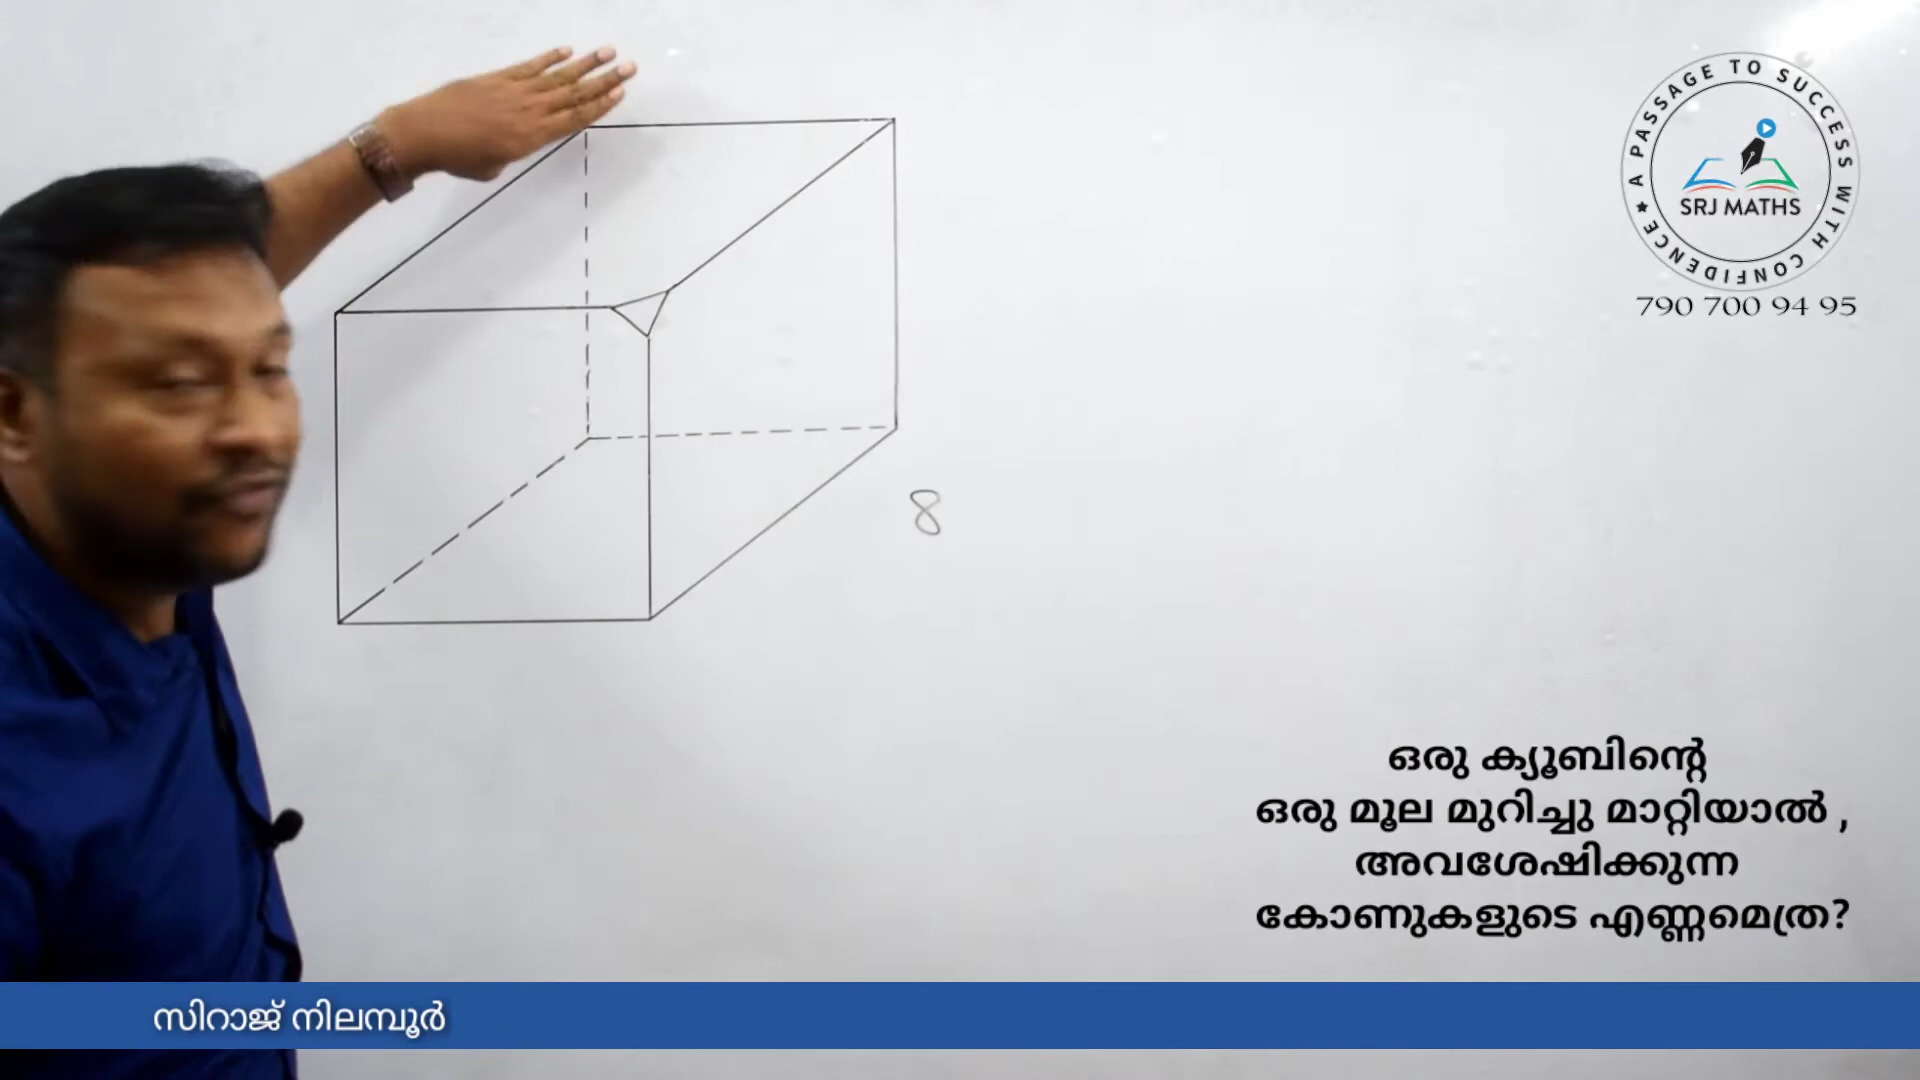 A PASSAGE TO SUCCESS WITH CONFIDENCE ★
SRJ MATHS
790 700 94 95
8
ഒരു ക്യൂബിന്റെ
ഒരു മൂല മുറിച്ചു മാറ്റിയാൽ ,
അവശേഷിക്കുന്ന
കോണുകളുടെ എണ്ണമെത്ര?
സിറാജ് നിലമ്പൂർ